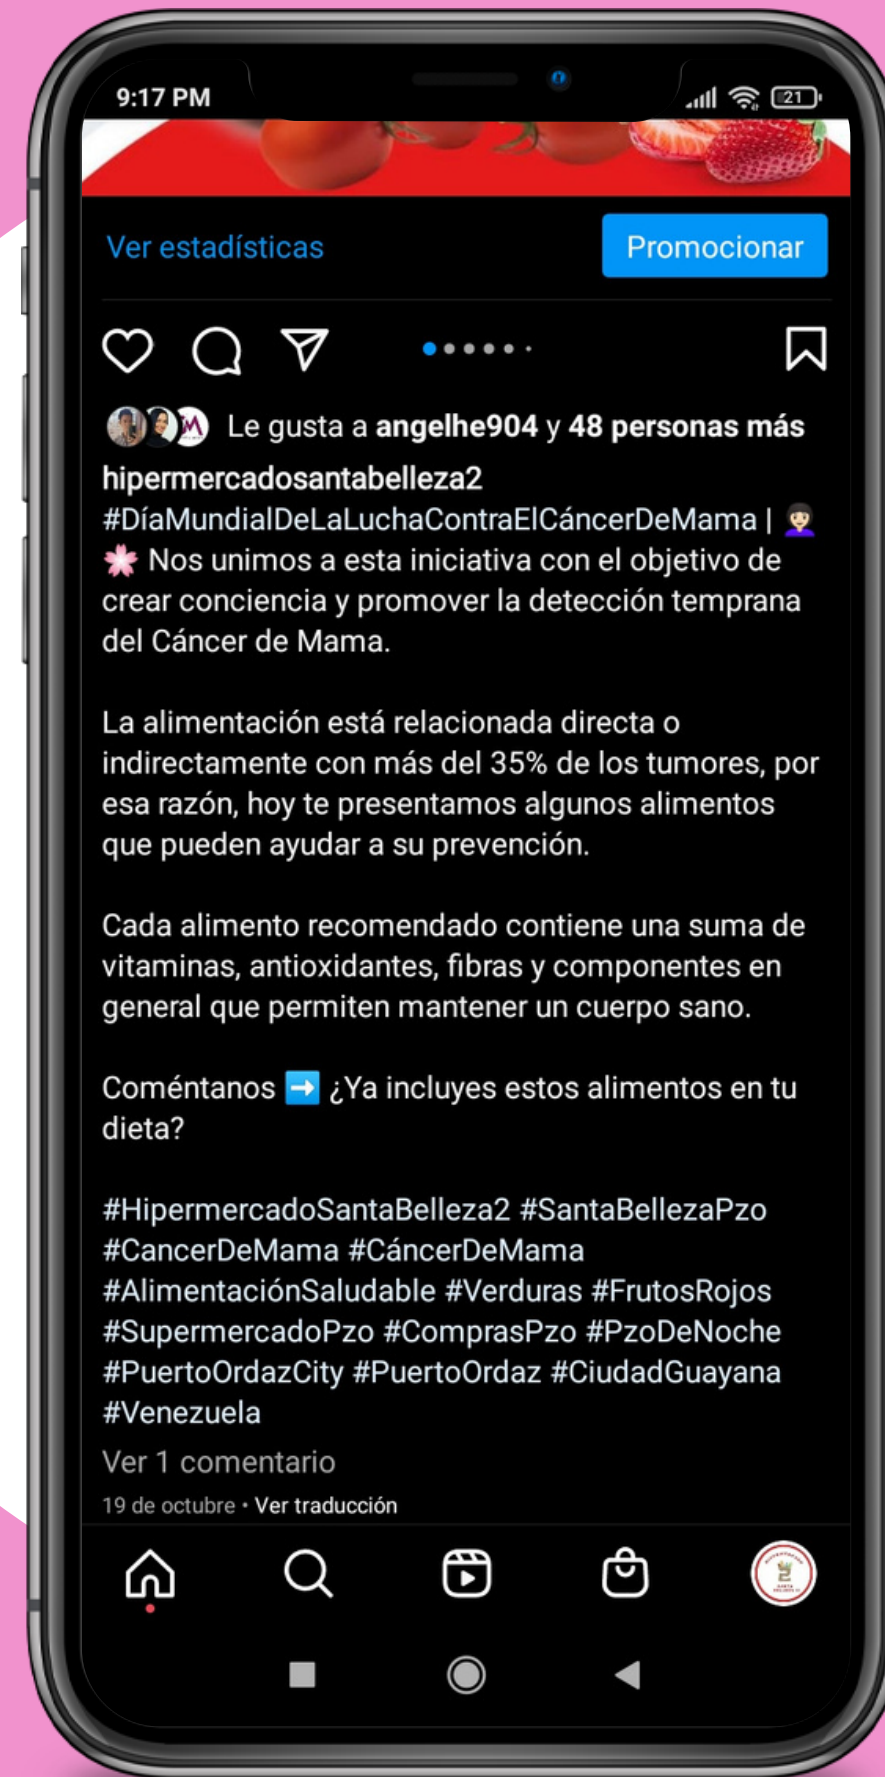 9:17 PM
21
Ver estadísticas
Promocionar
Le gusta a angelhe904 y 48 personas más
hipermercadosantabelleza2
#DíaMundialDeLaLuchaContraElCáncerDeMama | 👩🏻‍🦱
🌸 Nos unimos a esta iniciativa con el objetivo de
crear conciencia y promover la detección temprana
del Cáncer de Mama.
La alimentación está relacionada directa o
indirectamente con más del 35% de los tumores, por
esa razón, hoy te presentamos algunos alimentos
que pueden ayudar a su prevención.
Cada alimento recomendado contiene una suma de
vitaminas, antioxidantes, fibras y componentes en
general que permiten mantener un cuerpo sano.
Coméntanos ➡️ ¿Ya incluyes estos alimentos en tu
dieta?
#HipermercadoSantaBelleza2 #SantaBellezaPzo
#CancerDeMama #CáncerDeMama
#AlimentaciónSaludable #Verduras #FrutosRojos
#SupermercadoPzo #ComprasPzo #PzoDeNoche
#PuertoOrdazCity #PuertoOrdaz #CiudadGuayana
#Venezuela
Ver 1 comentario
19 de octubre • Ver traducción